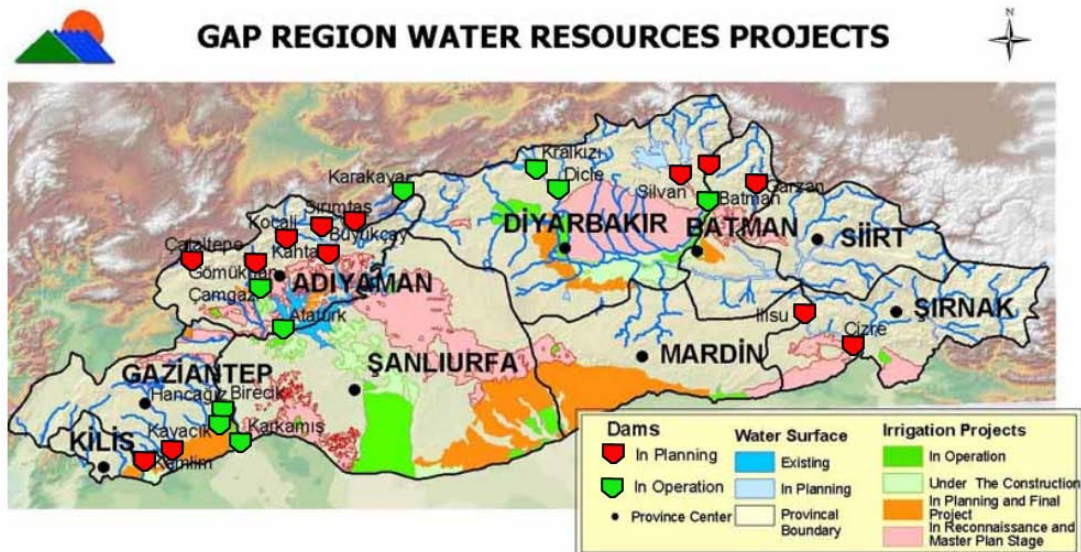 GAP REGION WATER RESOURCES PROJECTS
N
Kralkızı
Dicle
Karakaya
Silvan
Garzan
Batman
Sırımtaş
Koçali
Büyükçay
DİYARBAKIR
BATMAN
SİİRT
Çataltepe
Kahta
Gömükan
ADIYAMAN
Çamgazi
Ilısu
ŞIRNAK
Atatürk
Cizre
ŞANLIURFA
MARDİN
GAZİANTEP
Hancağız
Birecik
Kayacık
Karkamış
KİLİS
Kemlim
Dams
In Planning
In Operation
Province Center
Water Surface
Existing
In Planning
Provincal
Boundary
Irrigation Projects
In Operation
Under The Construction
In Planning and Final
Project
In Reconnaissance and
Master Plan Stage